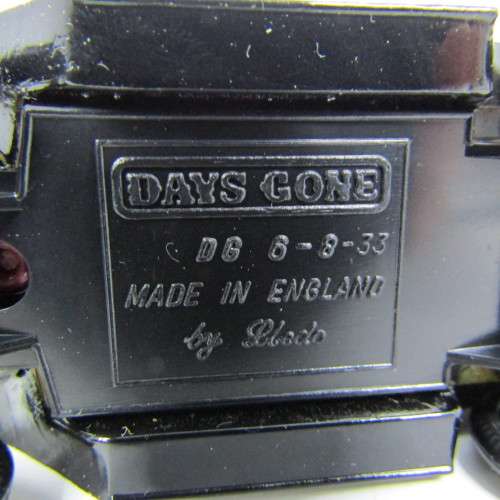 DAYS GONE
DG 6-8-33
MADE IN ENGLAND
by Lledo